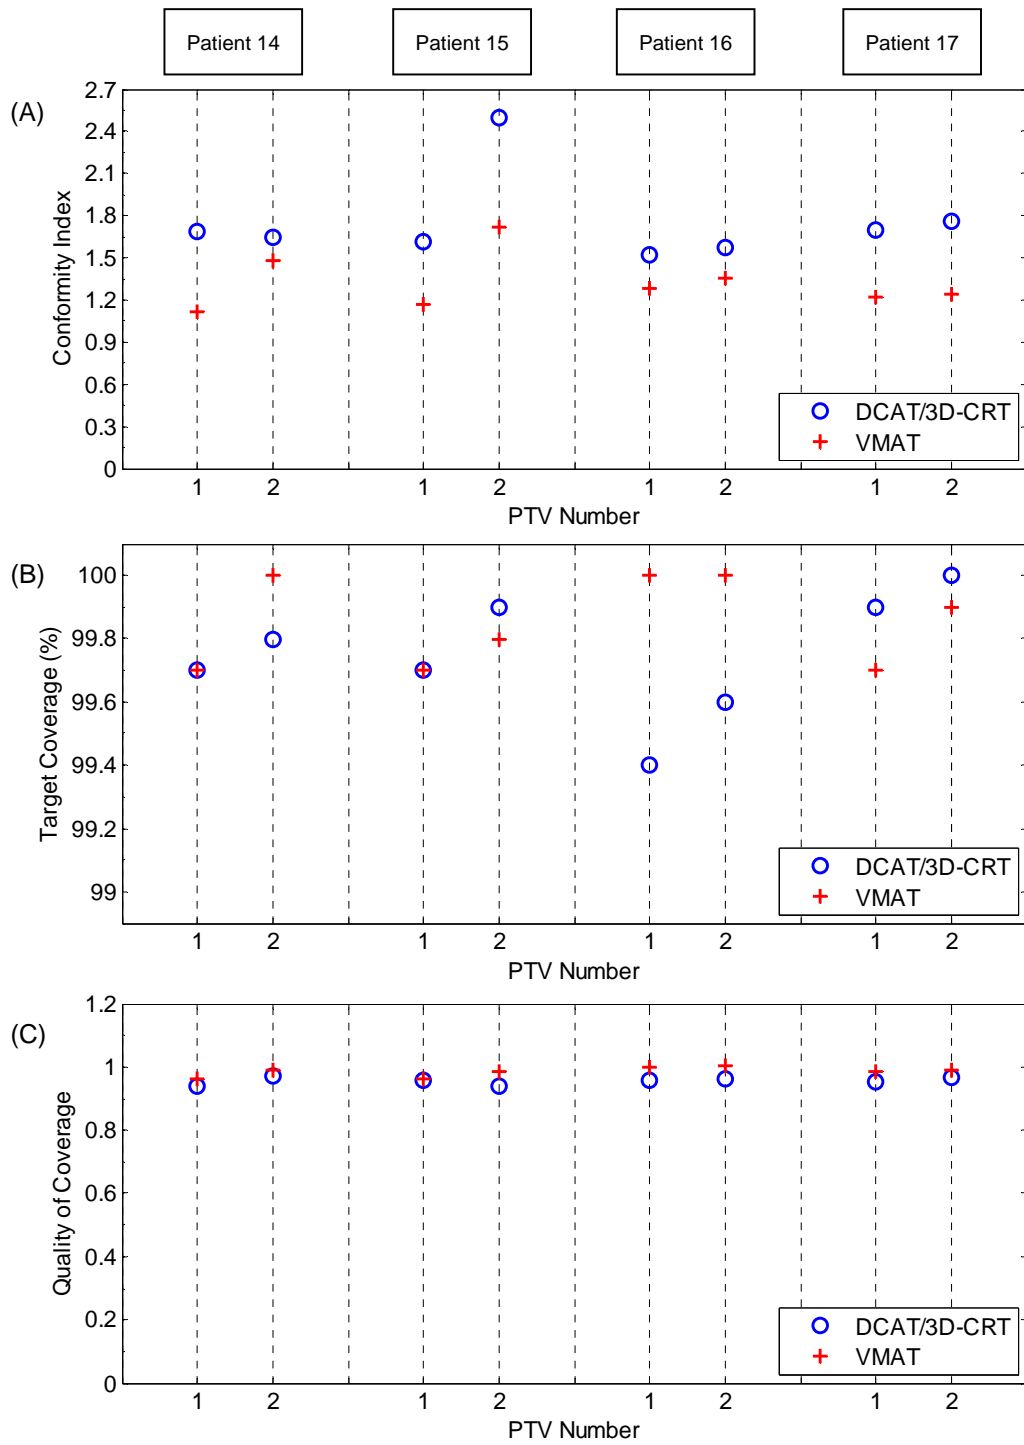 Patient 14 Patient 15 Patient 16 Patient 17
(A)
Conformity Index
2.7
2.4
2.1
1.8
1.5
1.2
0.9
0.6
0.3
0
DCAT/3D-CRT
VMAT
1 2 1 2 1 2 1 2
PTV Number
(B)
Target Coverage (%)
100
99.8
99.6
99.4
99.2
99
DCAT/3D-CRT
VMAT
1 2 1 2 1 2 1 2
PTV Number
(C)
Quality of Coverage
1.2
1
0.8
0.6
0.4
0.2
0
DCAT/3D-CRT
VMAT
1 2 1 2 1 2 1 2
PTV Number